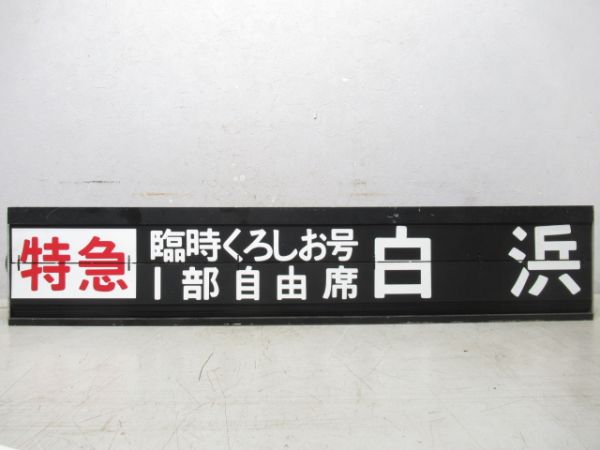 特急
臨時くろしお号
1部自由席
白浜